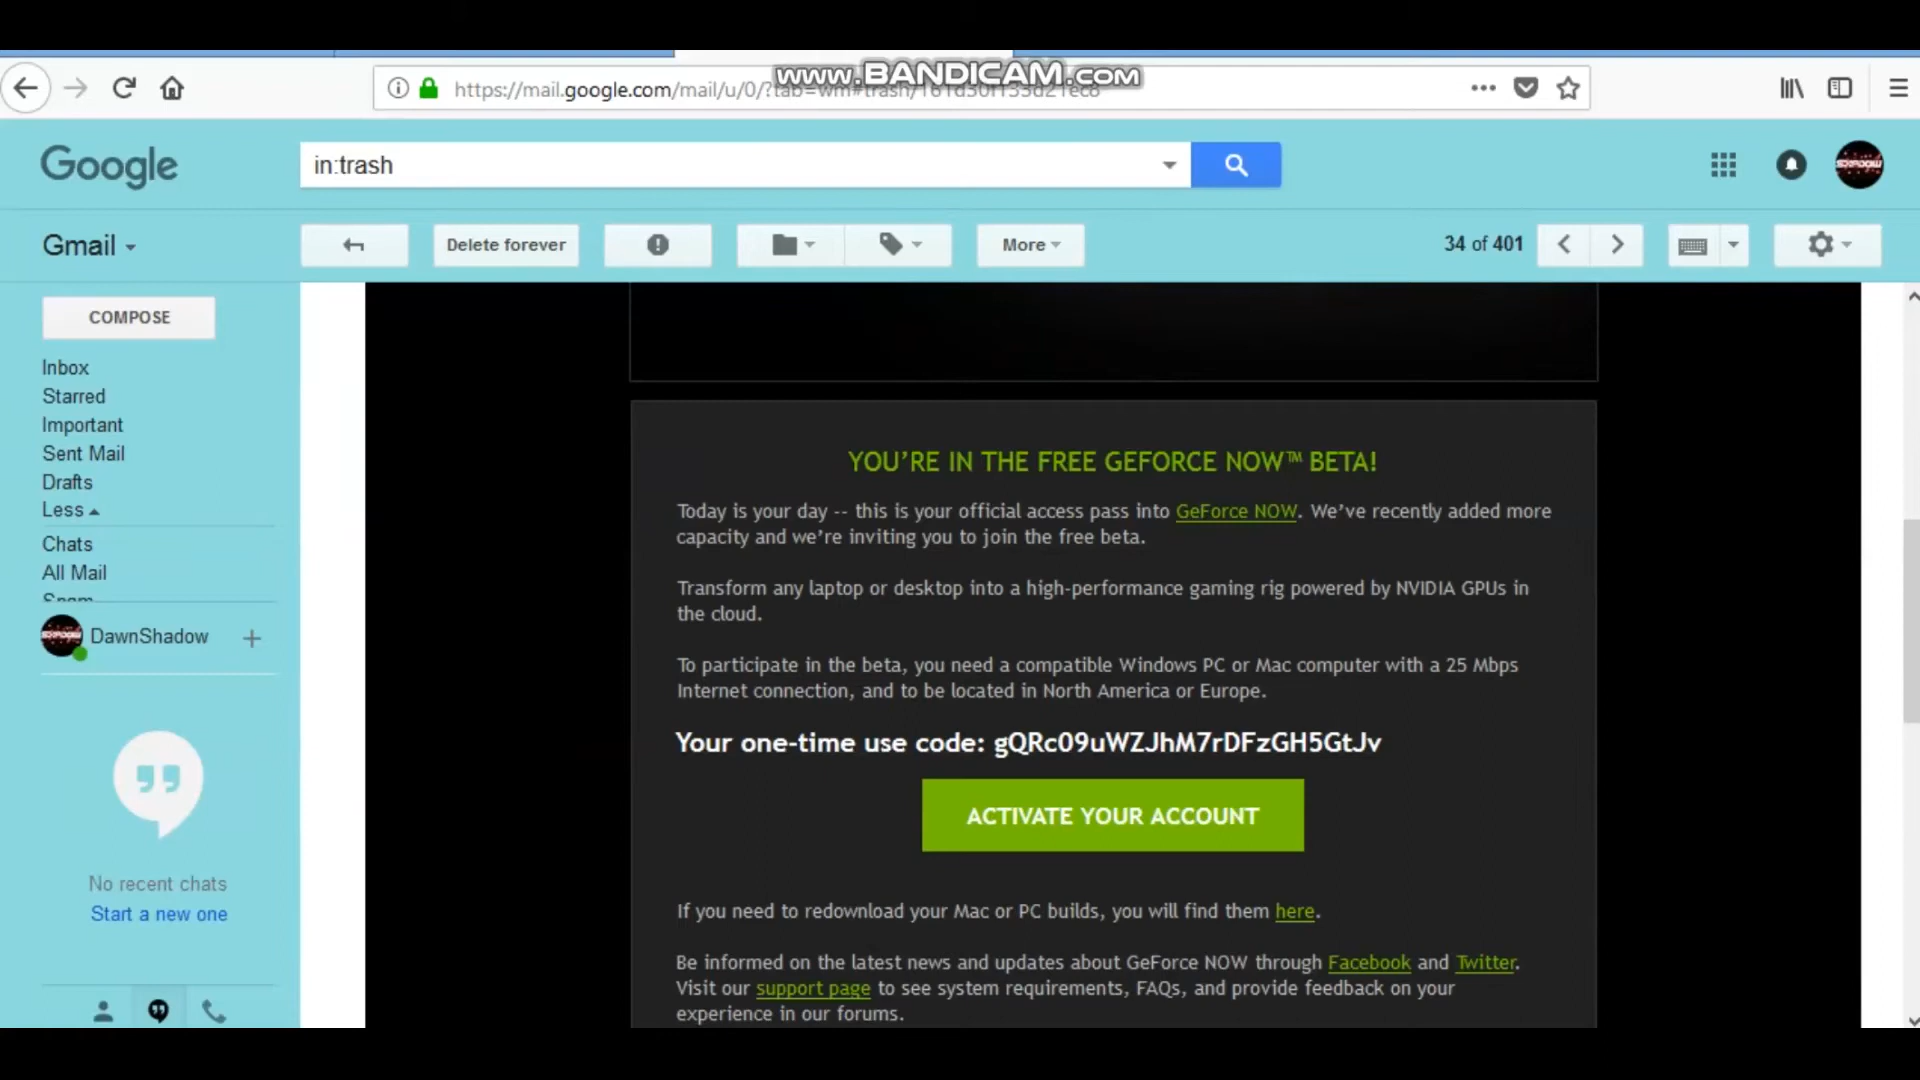 www.BANDICAM.com
https://mail.google.com/mail/u/0/?tab=wm#trash/161d30f133d21ec8
Google
in:trash
Gmail
Delete forever
More
34 of 401
COMPOSE
Inbox
Starred
Important
Sent Mail
Drafts
Less
Chats
All Mail
Spam
DawnShadow
No recent chats
Start a new one
YOU'RE IN THE FREE GEFORCE NOW™ BETA!
Today is your day -- this is your official access pass into GeForce NOW. We've recently added more
capacity and we're inviting you to join the free beta.
Transform any laptop or desktop into a high-performance gaming rig powered by NVIDIA GPUs in
the cloud.
To participate in the beta, you need a compatible Windows PC or Mac computer with a 25 Mbps
Internet connection, and to be located in North America or Europe.
Your one-time use code: gQRc09uWZJhM7rDFzGH5GtJv
ACTIVATE YOUR ACCOUNT
If you need to redownload your Mac or PC builds, you will find them here.
Be informed on the latest news and updates about GeForce NOW through Facebook and Twitter.
Visit our support page to see system requirements, FAQs, and provide feedback on your
experience in our forums.